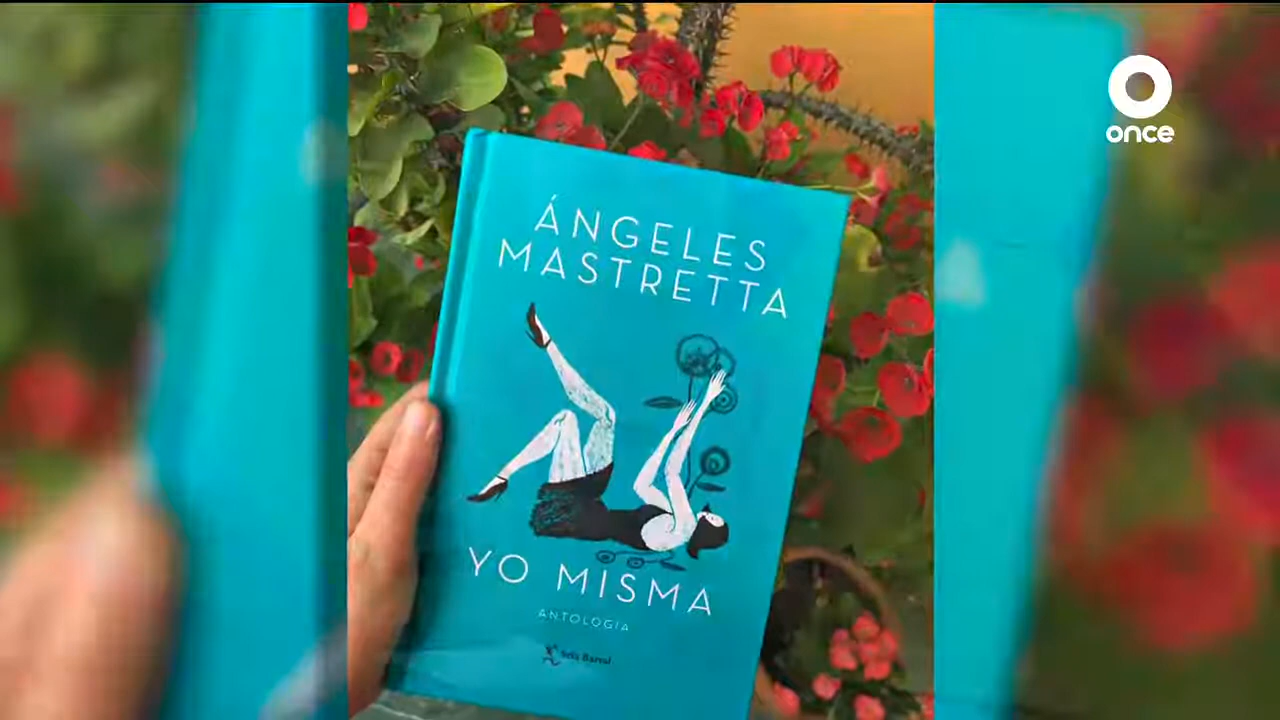 once
ÁNGELES
MASTRETTA
YO MISMA
ANTOLOGÍA
Seix Barral